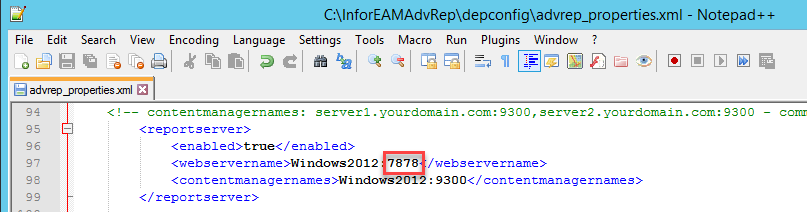 C:\InforEAMAdvRep\depconfig\advrep_properties.xml - Notepad++
File Edit Search View Encoding Language Settings Tools Macro Run Plugins Window ?
advrep_properties.xml
94 <!-- contentmanagernames: server1.yourdomain.com:9300,server2.yourdomain.com:9300 - comm
95 <reportserver>
96 <enabled>true</enabled>
97 <webservername>Windows2012:7878</webservername>
98 <contentmanagernames>Windows2012:9300</contentmanagernames>
99 </reportserver>